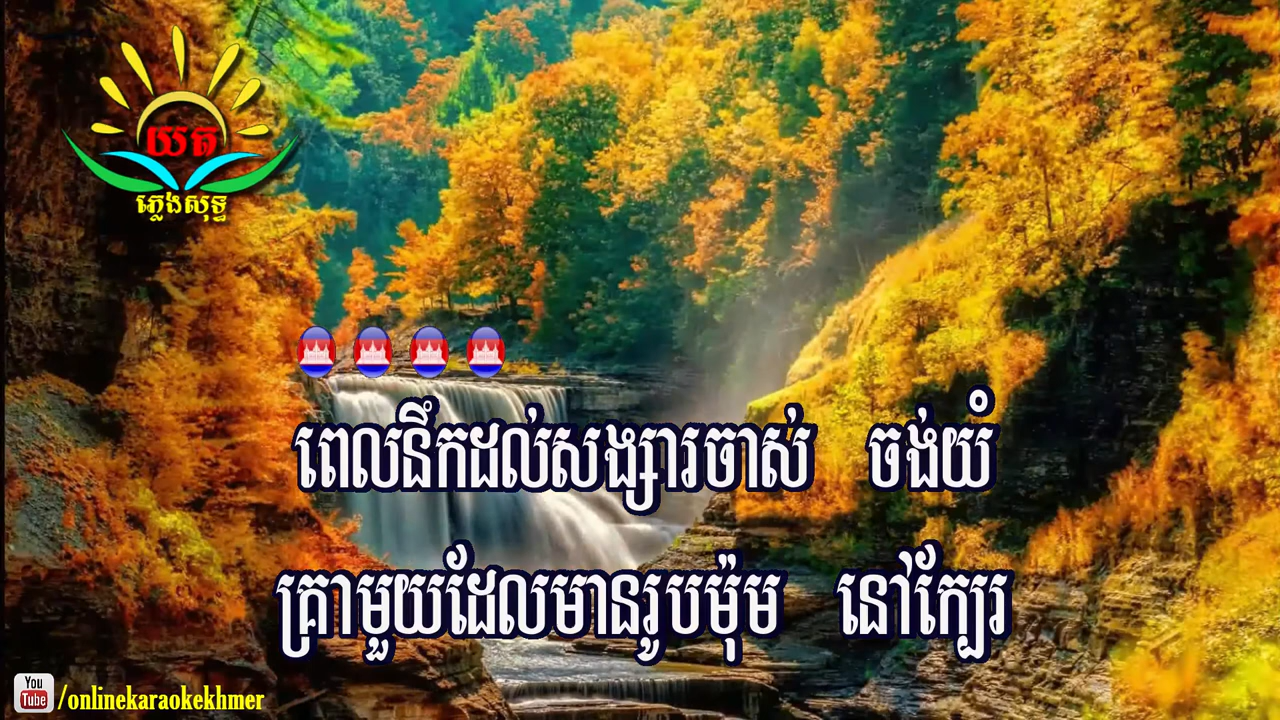 យត
ភ្លេងសុទ្ធ
ពេលនឹកដល់សង្សារចាស់ ចង់យំ
គ្រាមួយដែលមានរូបម៉ុម នៅក្បែរ
You Tube /onlinekaraokekhmer